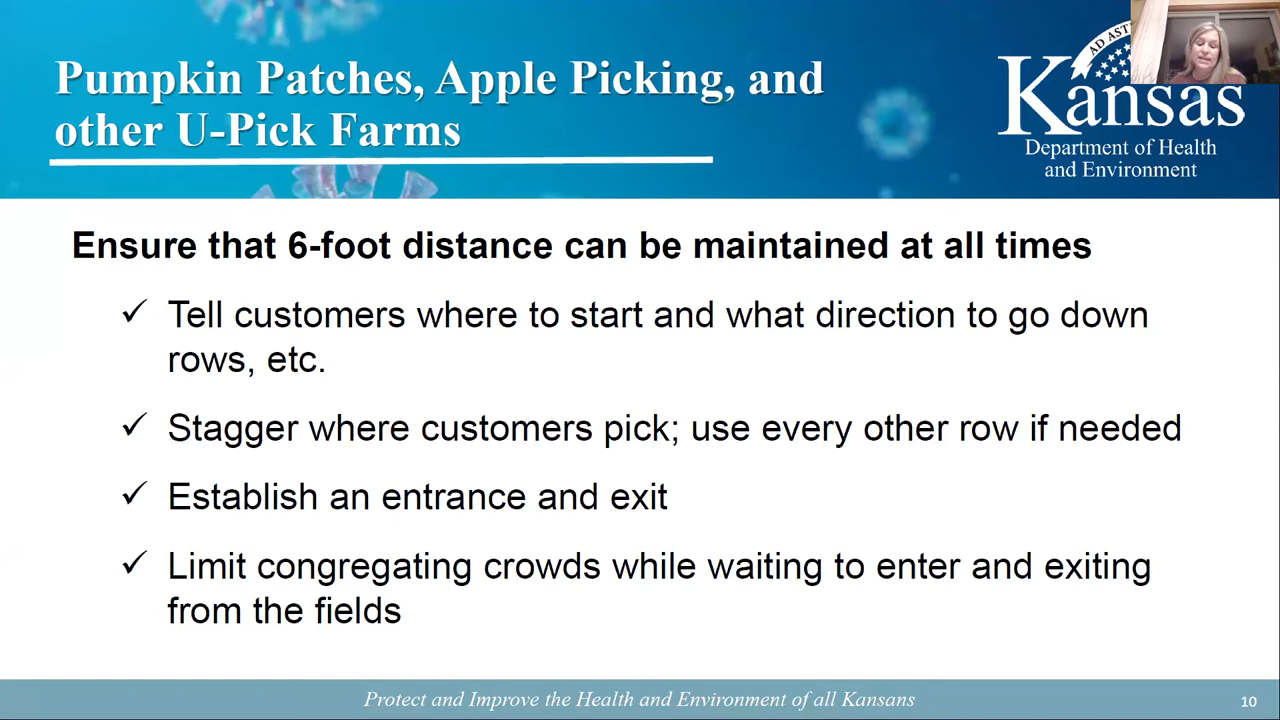 Pumpkin Patches, Apple Picking, and
other U-Pick Farms
AD AST
Kansas
Department of Health
and Environment
Ensure that 6-foot distance can be maintained at all times
✓ Tell customers where to start and what direction to go down
rows, etc.
✓ Stagger where customers pick; use every other row if needed
✓ Establish an entrance and exit
✓ Limit congregating crowds while waiting to enter and exiting
from the fields
Protect and Improve the Health and Environment of all Kansans
10